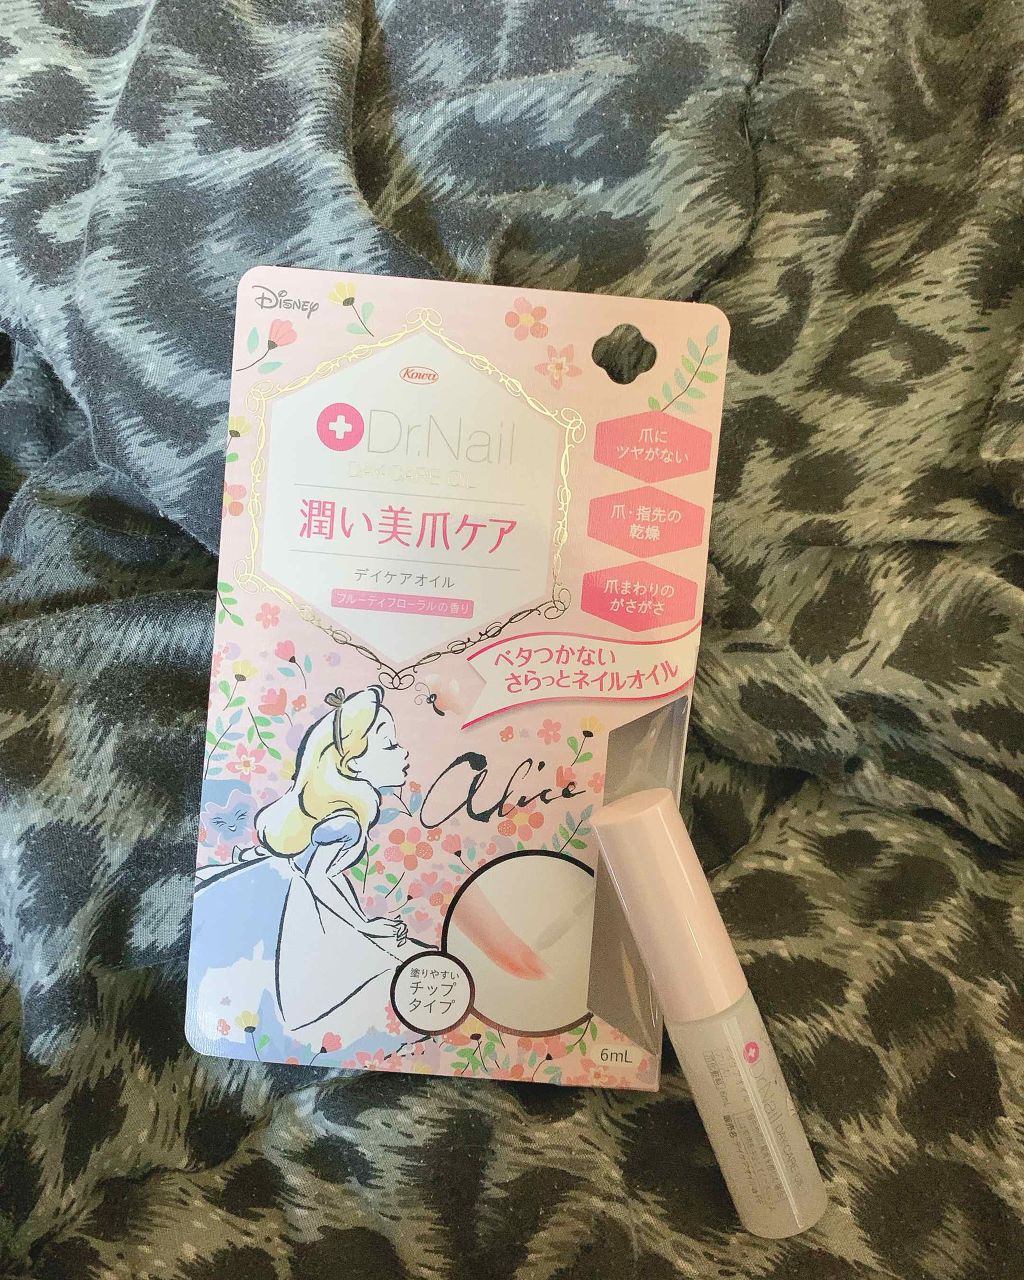 Disney
Kowa
Dr.Nail
DAY CARE OIL
潤い美爪ケア
デイケアオイル
フルーティフローラルの香り
爪に
ツヤがない
爪・指先の
乾燥
爪まわりの
がさがさ
ベタつかない
さらっとネイルオイル
Alice
塗りやすい
チップ
タイプ
6mL
Dr.Nail DAY CARE OIL